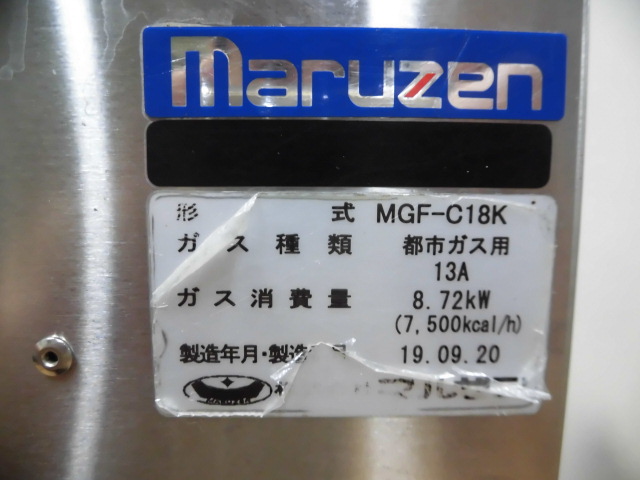 maruzen
形 式 MGF-C18K
ガス種類 都市ガス用
13A
ガス消費量 8.72kW
(7,500kcal/h)
製造年月・製造 19.09.20
MARUZEN